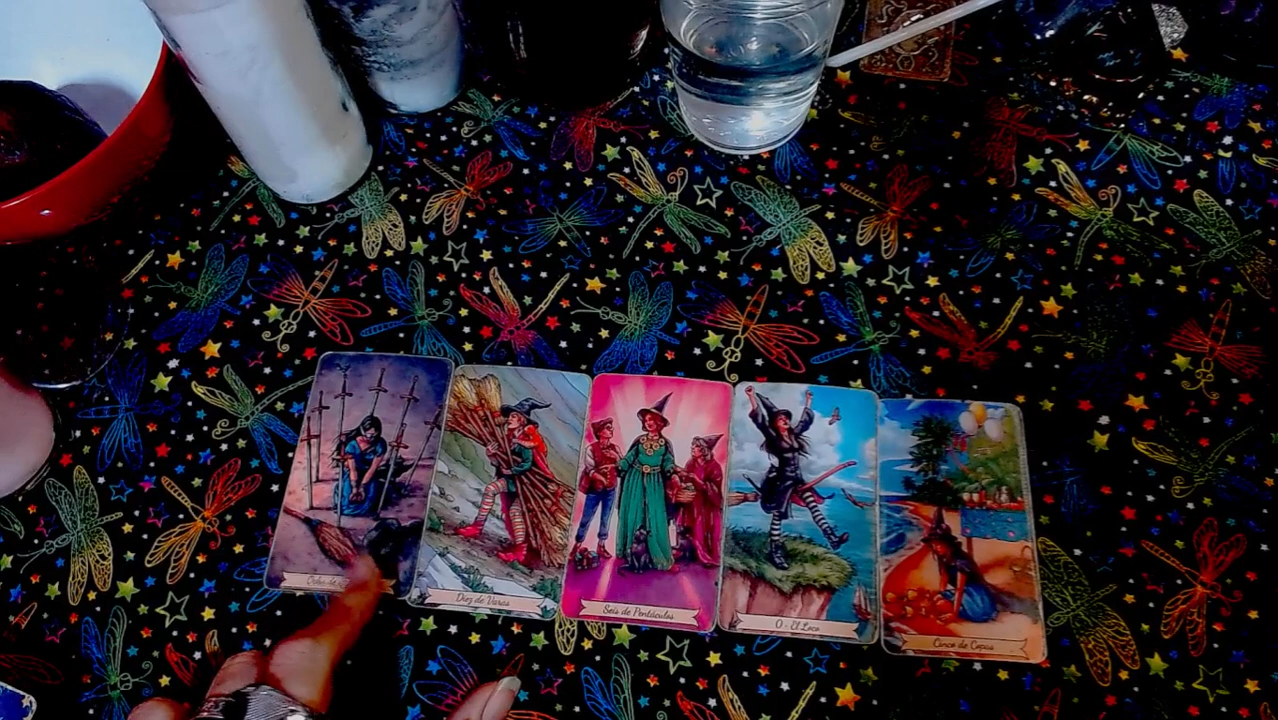 Diez de Varas
Seis de Pentáculos
0 - El Loco
Cinco de Copas